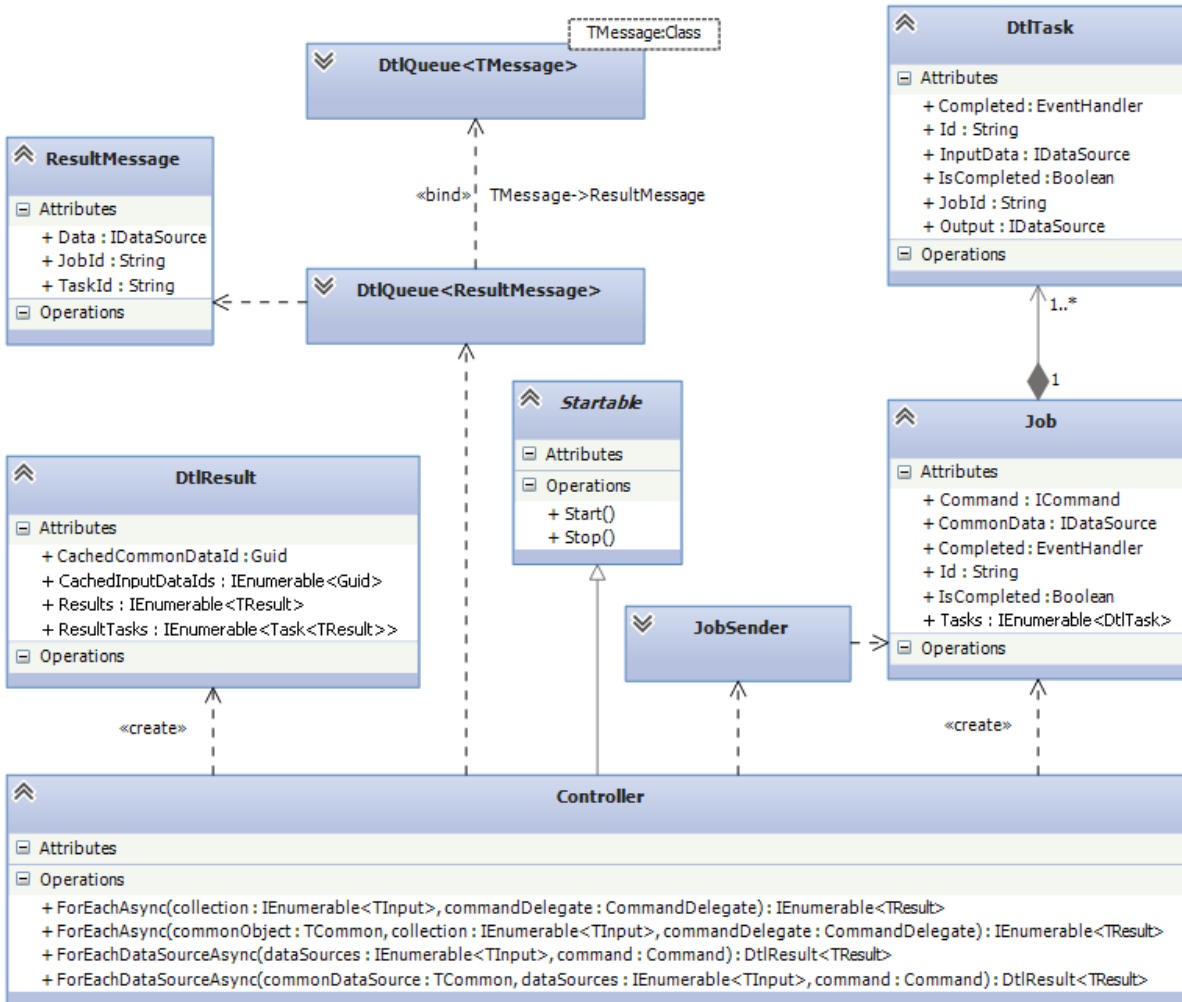 TMessage:Class
DtlQueue<TMessage>
DtlTask
Attributes
+ Completed : EventHandler
+ Id : String
+ InputData : IDataSource
+ IsCompleted : Boolean
+ JobId : String
+ Output : IDataSource
Operations
ResultMessage
Attributes
+ Data : IDataSource
+ JobId : String
+ TaskId : String
Operations
«bind» TMessage->ResultMessage
DtlQueue<ResultMessage>
1..*
1
Startable
Attributes
Operations
+ Start()
+ Stop()
Job
Attributes
+ Command : ICommand
+ CommonData : IDataSource
+ Completed : EventHandler
+ Id : String
+ IsCompleted : Boolean
+ Tasks : IEnumerable<DtlTask>
Operations
DtlResult
Attributes
+ CachedCommonDataId : Guid
+ CachedInputDataIds : IEnumerable<Guid>
+ Results : IEnumerable<TResult>
+ ResultTasks : IEnumerable<Task<TResult>>
Operations
JobSender
«create»
«create»
Controller
Attributes
Operations
+ ForEachAsync(collection : IEnumerable<TInput>, commandDelegate : CommandDelegate) : IEnumerable<TResult>
+ ForEachAsync(commonObject : TCommon, collection : IEnumerable<TInput>, commandDelegate : CommandDelegate) : IEnumerable<TResult>
+ ForEachDataSourceAsync(dataSources : IEnumerable<TInput>, command : Command) : DtlResult<TResult>
+ ForEachDataSourceAsync(commonDataSource : TCommon, dataSources : IEnumerable<TInput>, command : Command) : DtlResult<TResult>